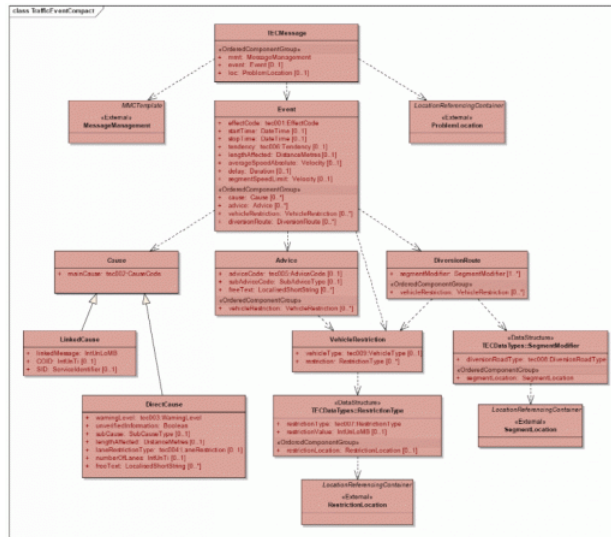 class TrafficEventCompact
TECMessage
«OrderedComponentGroup»
+ mmt: MessageManagement
+ event: Event [0..1]
+ loc: ProblemLocation [0..1]
MMCTemplate
«External»
MessageManagement
Event
+ effectCode: tec001:EffectCode
+ startTime: DateTime [0..1]
+ stopTime: DateTime [0..1]
+ tendency: tec006:Tendency [0..1]
+ lengthAffected: DistanceMetres [0..1]
+ averageSpeedAbsolute: Velocity [0..1]
+ delay: Duration [0..1]
+ segmentSpeedLimit: Velocity [0..1]
«OrderedComponentGroup»
+ cause: Cause [0..*]
+ advice: Advice [0..*]
+ vehicleRestriction: VehicleRestriction [0..*]
+ diversionRoute: DiversionRoute [0..*]
LocationReferencingContainer
«External»
ProblemLocation
Cause
+ mainCause: tec002:CauseCode
Advice
+ adviceCode: tec005:AdviceCode [0..1]
+ subAdviceCode: SubAdviceType [0..1]
+ freeText: LocalisedShortString [0..*]
«OrderedComponentGroup»
+ vehicleRestriction: VehicleRestriction [0..*]
DiversionRoute
+ segmentModifier: SegmentModifier [1..*]
«OrderedComponentGroup»
+ vehicleRestriction: VehicleRestriction [0..*]
LinkedCause
+ linkedMessage: IntUnLoMB
+ COID: IntUnTi [0..1]
+ SID: ServiceIdentifier [0..1]
VehicleRestriction
+ vehicleType: tec009:VehicleType [0..1]
+ restriction: RestrictionType [0..*]
«DataStructure»
TECDataTypes::SegmentModifier
+ diversionRoadType: tec008:DiversionRoadType
«OrderedComponentGroup»
+ segmentLocation: SegmentLocation
DirectCause
+ warningLevel: tec003:WarningLevel
+ unverifiedInformation: Boolean
+ subCause: SubCauseType [0..1]
+ lengthAffected: DistanceMetres [0..1]
+ laneRestrictionType: tec004:LaneRestriction [0..1]
+ numberOfLanes: IntUnTi [0..1]
+ freeText: LocalisedShortString [0..*]
«DataStructure»
TECDataTypes::RestrictionType
+ restrictionType: tec007:RestrictionType
+ restrictionValue: IntUnLoMB [0..1]
«OrderedComponentGroup»
+ restrictionLocation: RestrictionLocation [0..1]
LocationReferencingContainer
«External»
SegmentLocation
LocationReferencingContainer
«External»
RestrictionLocation